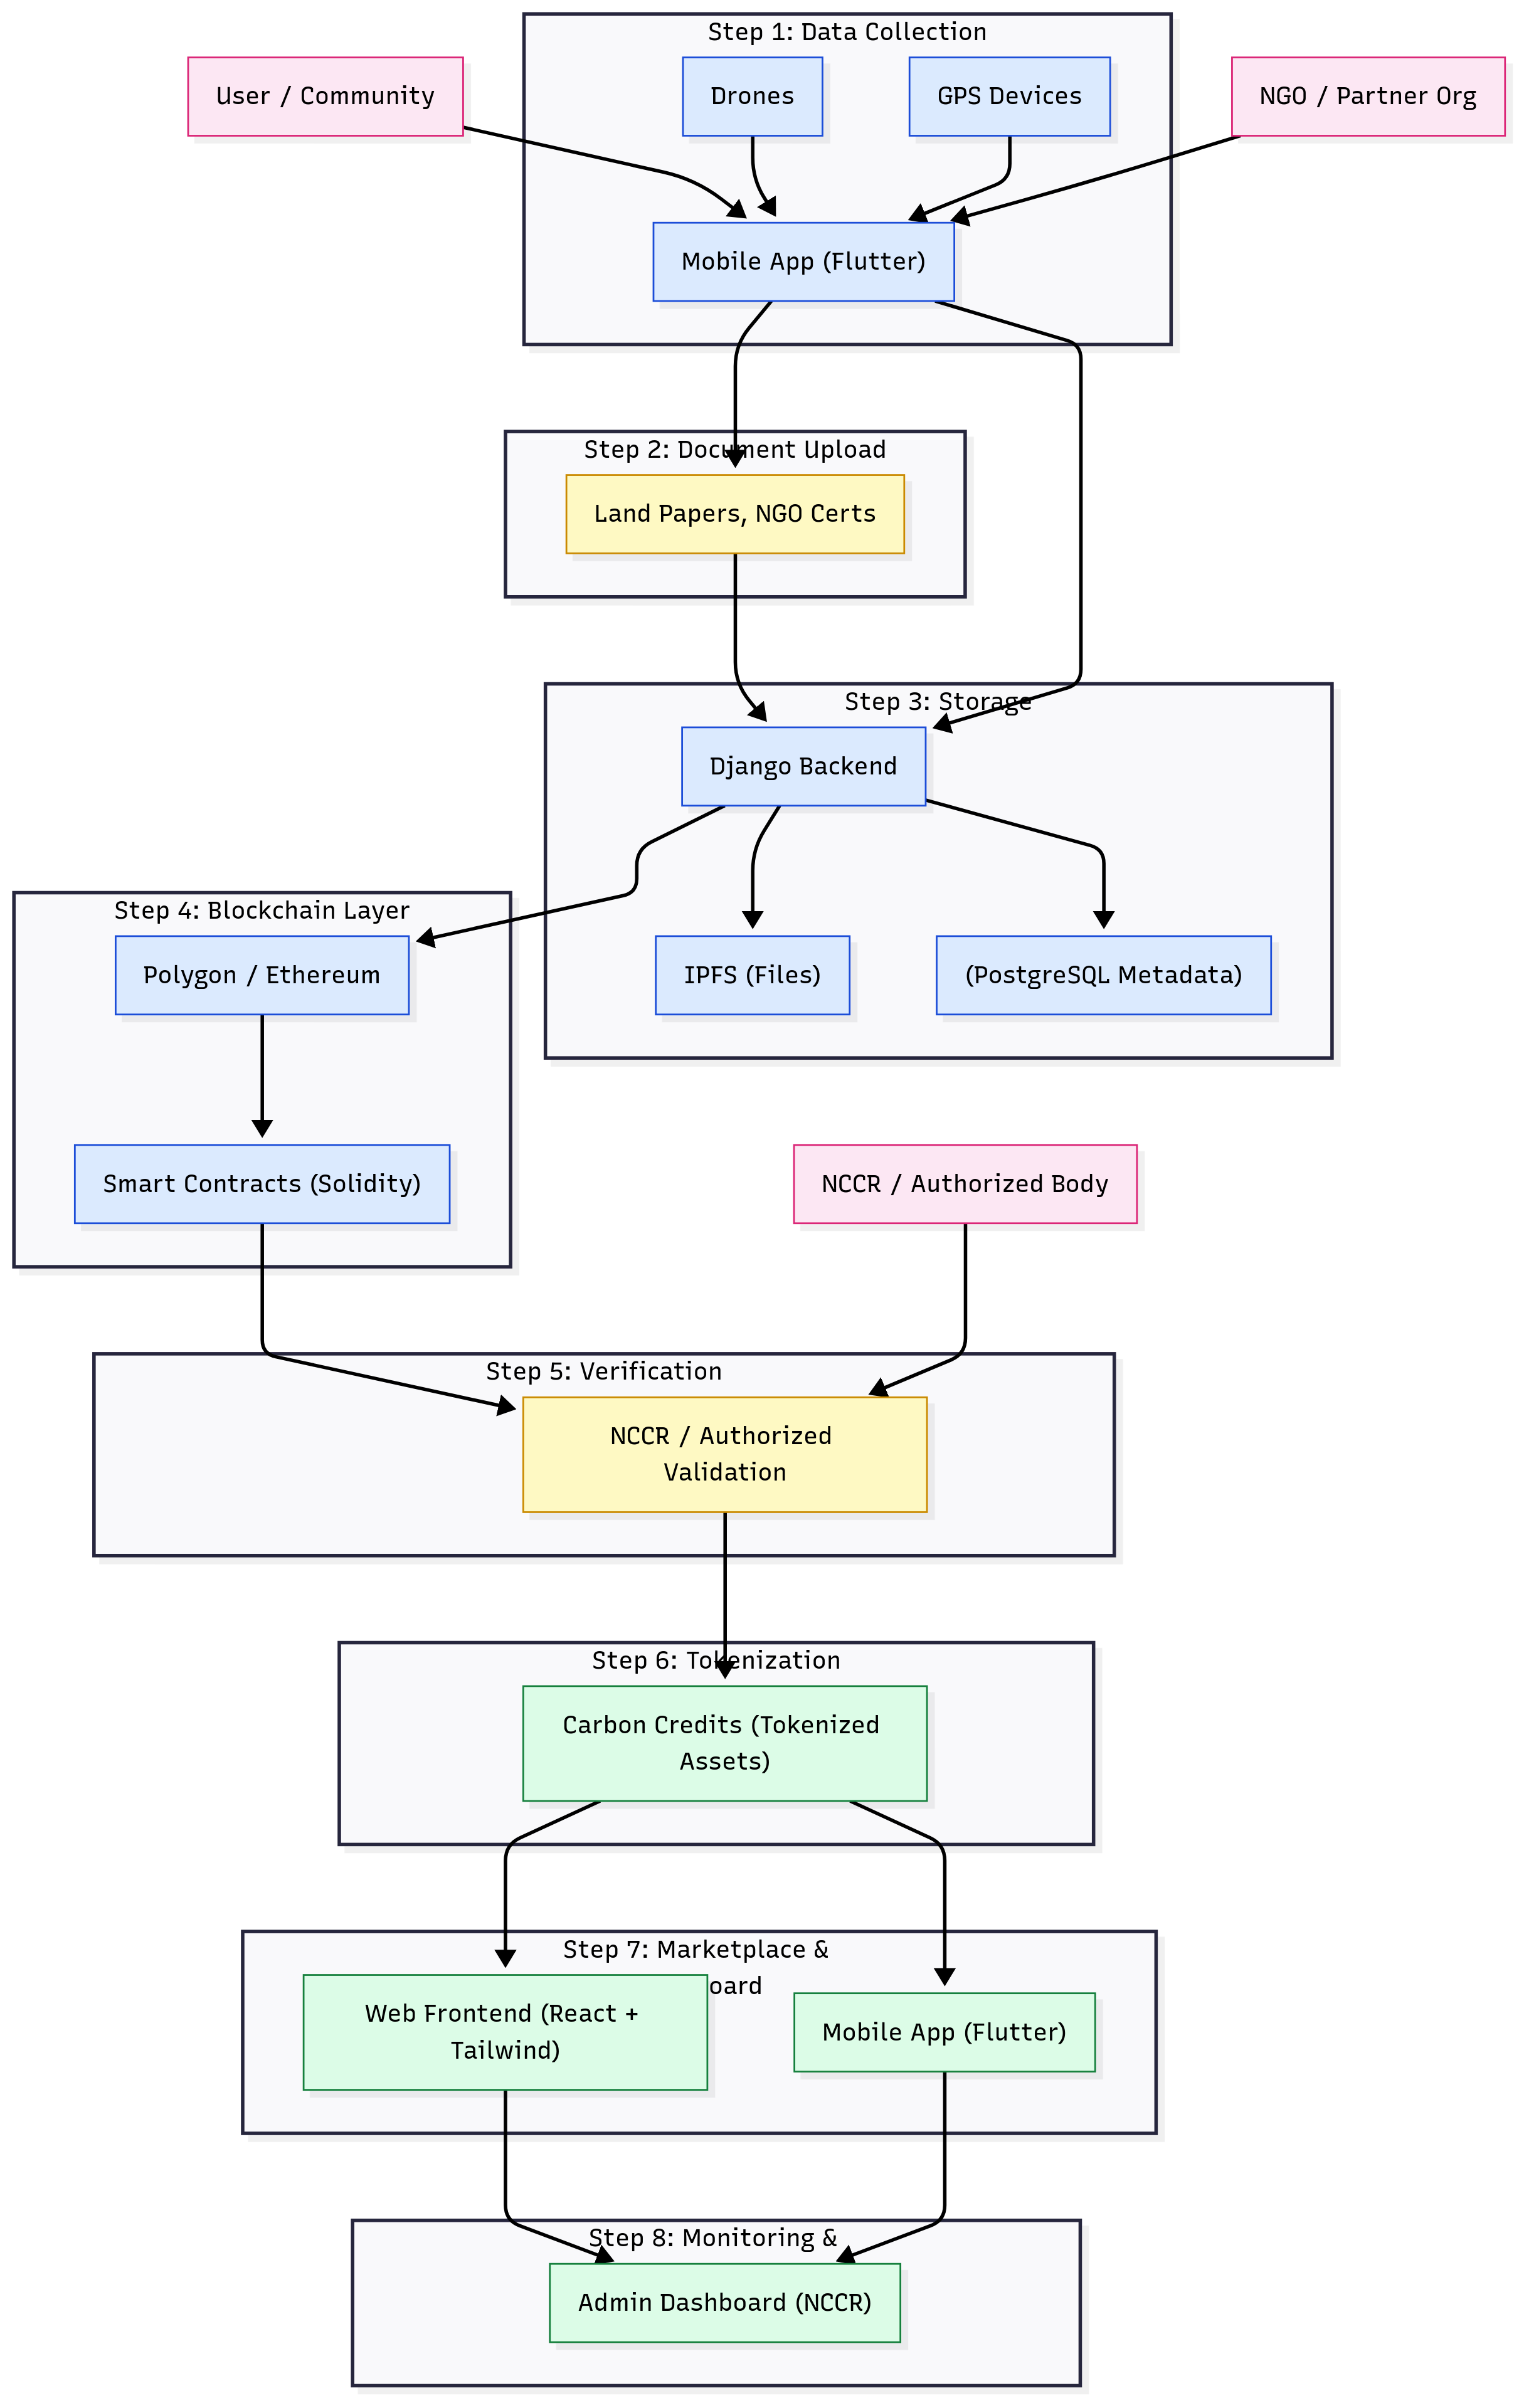 Step 1: Data Collection
User / Community
Drones
GPS Devices
NGO / Partner Org
Mobile App (Flutter)
Step 2: Document Upload
Land Papers, NGO Certs
Step 3: Storage
Django Backend
Step 4: Blockchain Layer
Polygon / Ethereum
IPFS (Files)
(PostgreSQL Metadata)
Smart Contracts (Solidity)
NCCR / Authorized Body
Step 5: Verification
NCCR / Authorized
Validation
Step 6: Tokenization
Carbon Credits (Tokenized
Assets)
Step 7: Marketplace &
oard
Web Frontend (React +
Tailwind)
Mobile App (Flutter)
Step 8: Monitoring &
Admin Dashboard (NCCR)